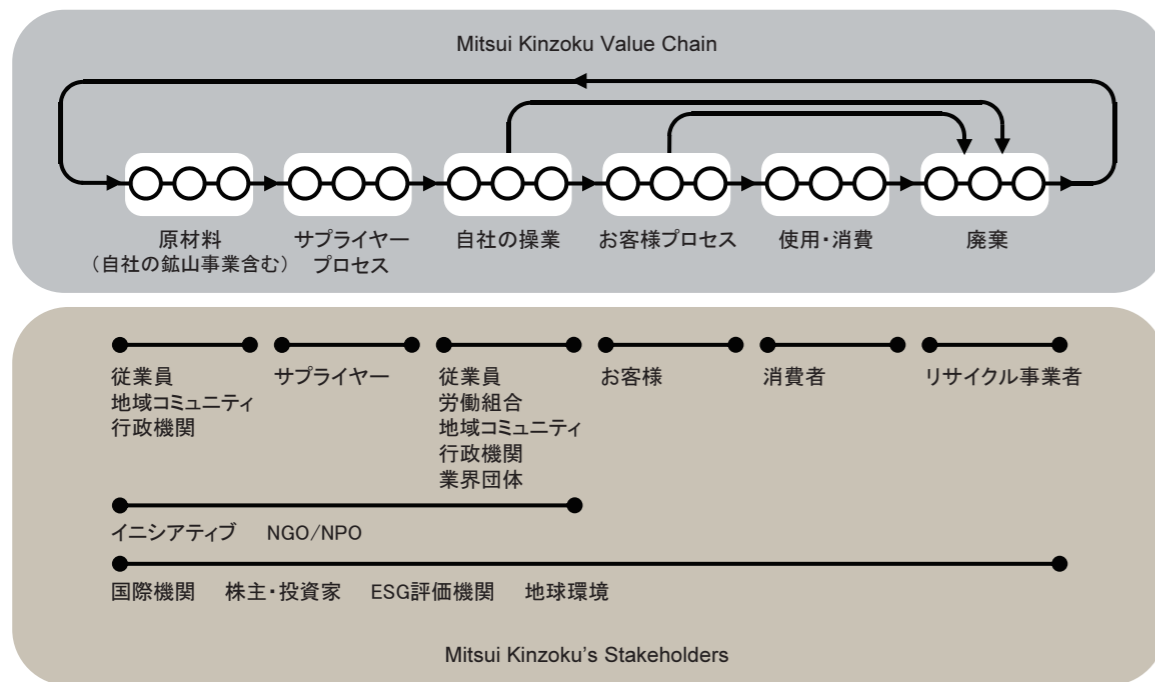 Mitsui Kinzoku Value Chain
原材料
（自社の鉱山事業含む）
サプライヤー
プロセス
自社の操業
お客様プロセス
使用・消費
廃棄
従業員
地域コミュニティ
行政機関
サプライヤー
従業員
労働組合
地域コミュニティ
行政機関
業界団体
お客様
消費者
リサイクル事業者
イニシアティブ NGO/NPO
国際機関 株主・投資家 ESG評価機関 地球環境
Mitsui Kinzoku's Stakeholders